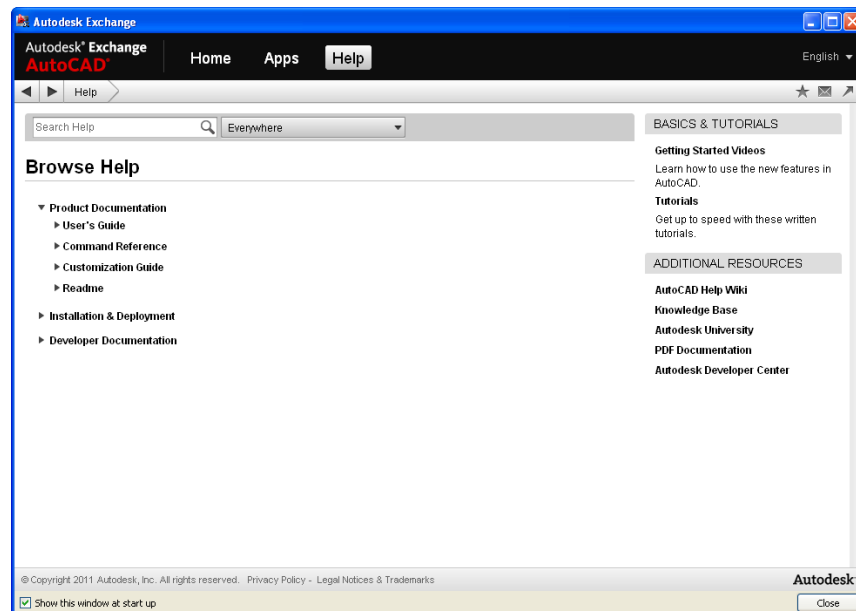 Autodesk Exchange
Autodesk® Exchange
AutoCAD®
Home Apps Help
English
Help
Search Help
Everywhere
Browse Help
Product Documentation
User's Guide
Command Reference
Customization Guide
Readme
Installation & Deployment
Developer Documentation
BASICS & TUTORIALS
Getting Started Videos
Learn how to use the new features in
AutoCAD.
Tutorials
Get up to speed with these written
tutorials.
ADDITIONAL RESOURCES
AutoCAD Help Wiki
Knowledge Base
Autodesk University
PDF Documentation
Autodesk Developer Center
© Copyright 2011 Autodesk, Inc. All rights reserved. Privacy Policy - Legal Notices & Trademarks
Autodesk
Show this window at start up
Close